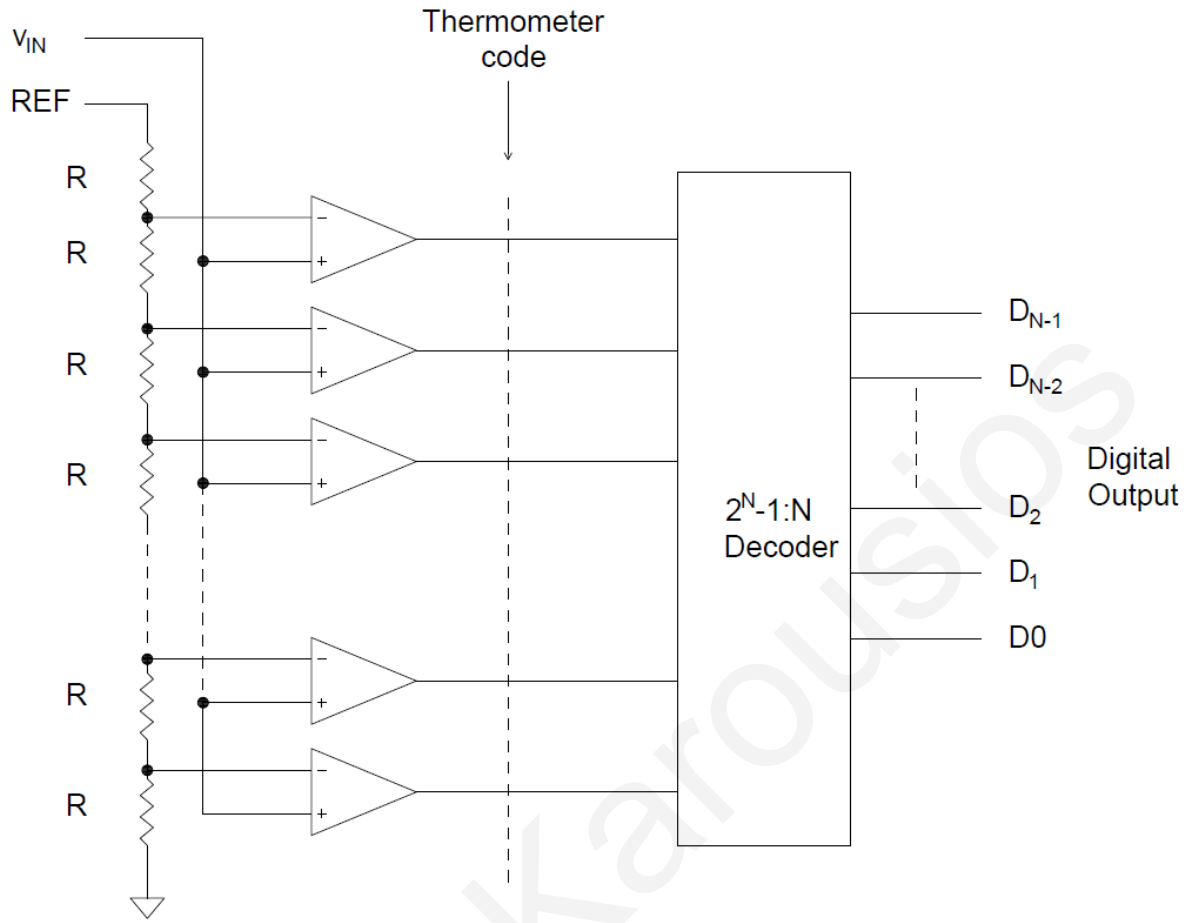 Thermometer
code
vIN
REF
R
R
R
R
R
R
-
+
-
+
-
+
-
+
-
+
2N-1:N
Decoder
DN-1
DN-2
D2
D1
D0
Digital
Output
Karousios